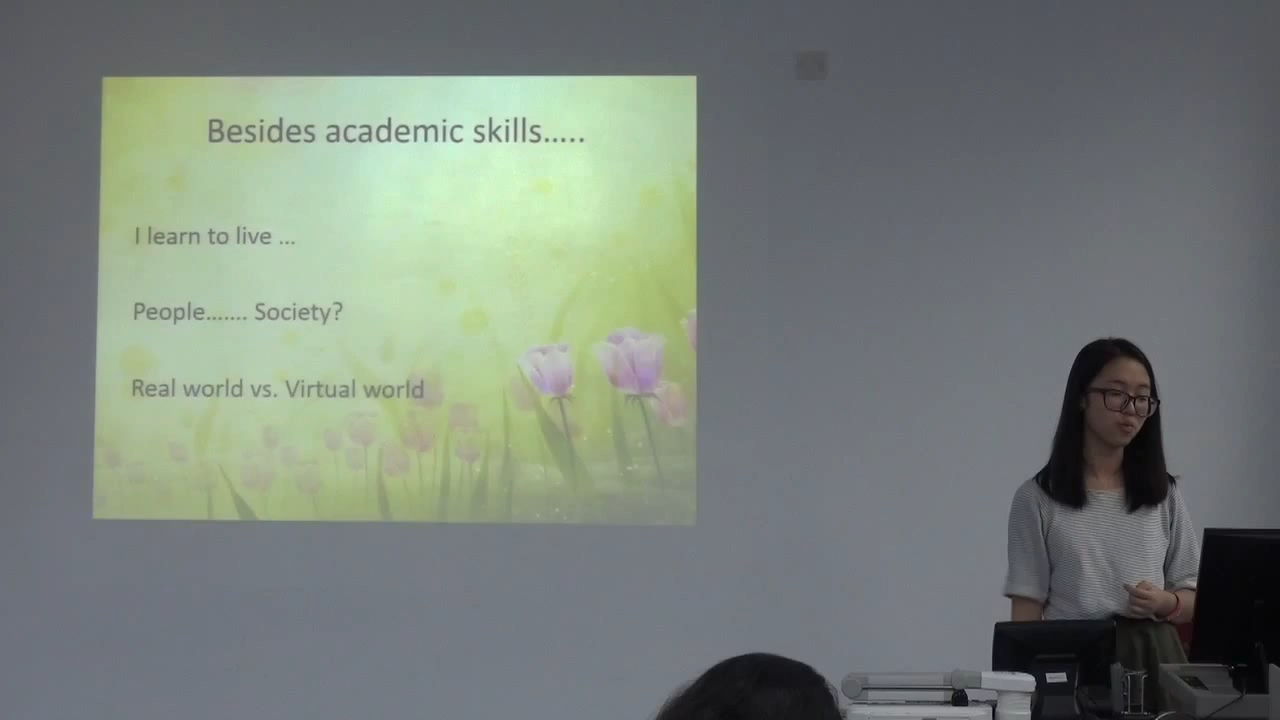 Besides academic skills.....
I learn to live ...
People....... Society?
Real world vs. Virtual world